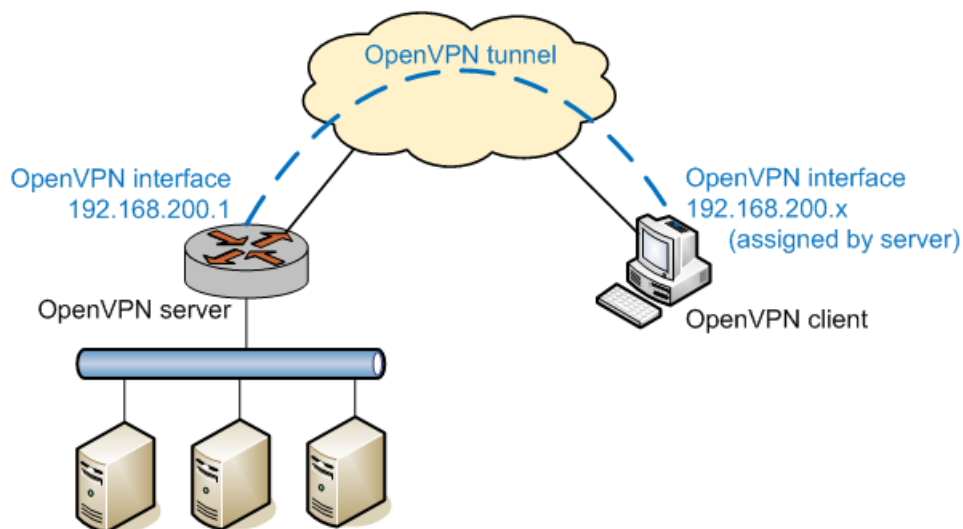 OpenVPN tunnel
OpenVPN interface
192.168.200.1
OpenVPN interface
192.168.200.x
(assigned by server)
OpenVPN server
OpenVPN client